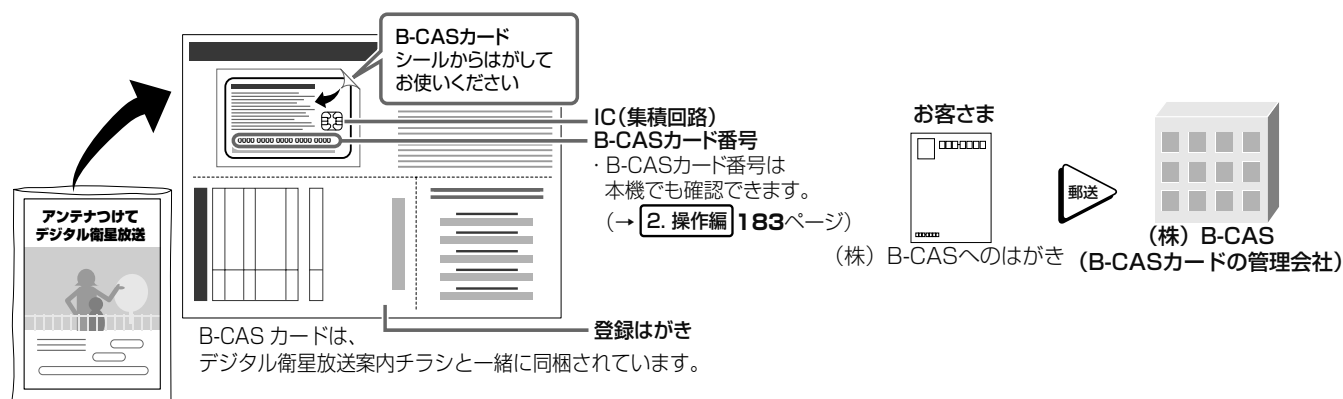 B-CASカード
シールからはがして
お使いください
0000 0000 0000 0000 0000
IC(集積回路)
B-CASカード番号
・B-CASカード番号は
本機でも確認できます。
(→ 2. 操作編 183ページ)
アンテナつけて
デジタル衛星放送
登録はがき
B-CAS カードは、
デジタル衛星放送案内チラシと一緒に同梱されています。
お客さま
(株)B-CASへのはがき
郵送
(株)B-CAS
(B-CASカードの管理会社)